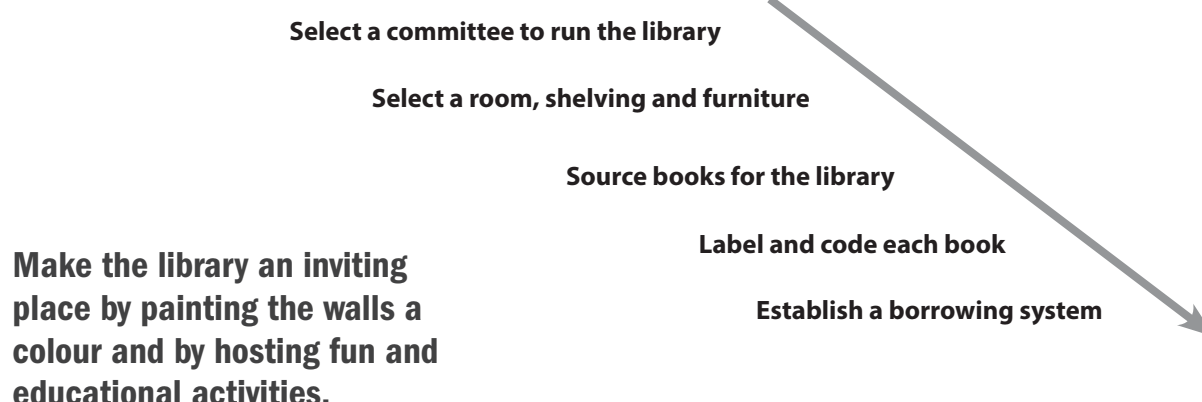 Select a committee to run the library
Select a room, shelving and furniture
Source books for the library
Label and code each book
Establish a borrowing system
Make the library an inviting
place by painting the walls a
colour and by hosting fun and
educational activities.